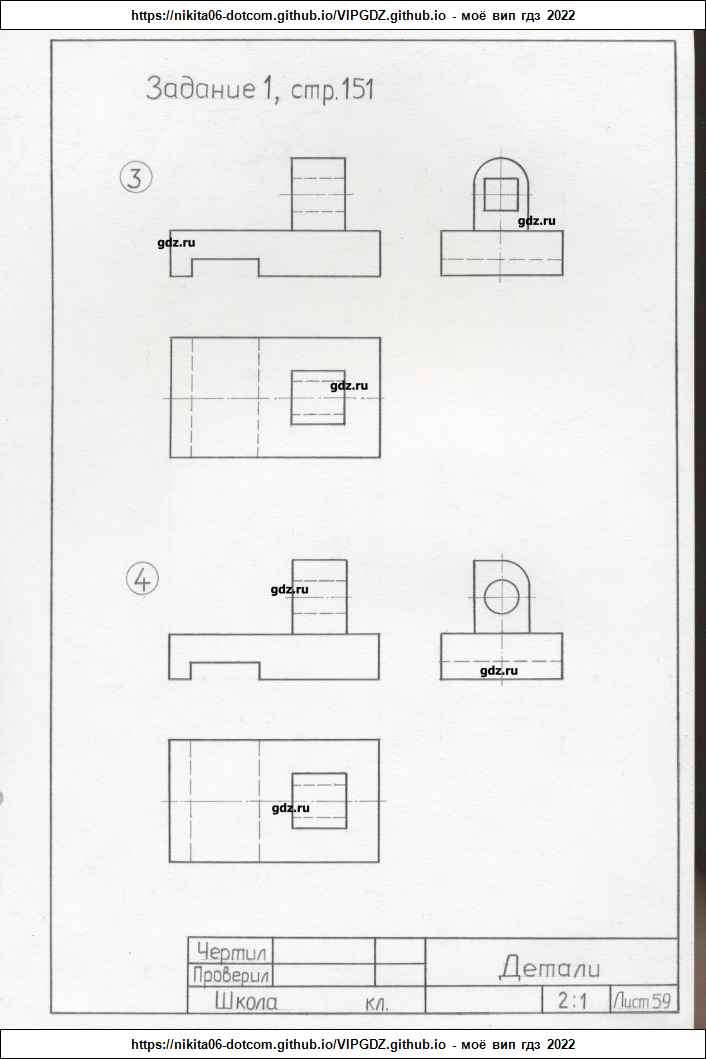 https://nikita06-dotcom.github.io/VIPGDZ.github.io - моё вип гдз 2022
Задание 1, стр.151
3
gdz.ru
gdz.ru
gdz.ru
4
gdz.ru
gdz.ru
gdz.ru
Чертил
Проверил
Детали
Школа кл.
2:1
Лист 59
https://nikita06-dotcom.github.io/VIPGDZ.github.io - моё вип гдз 2022